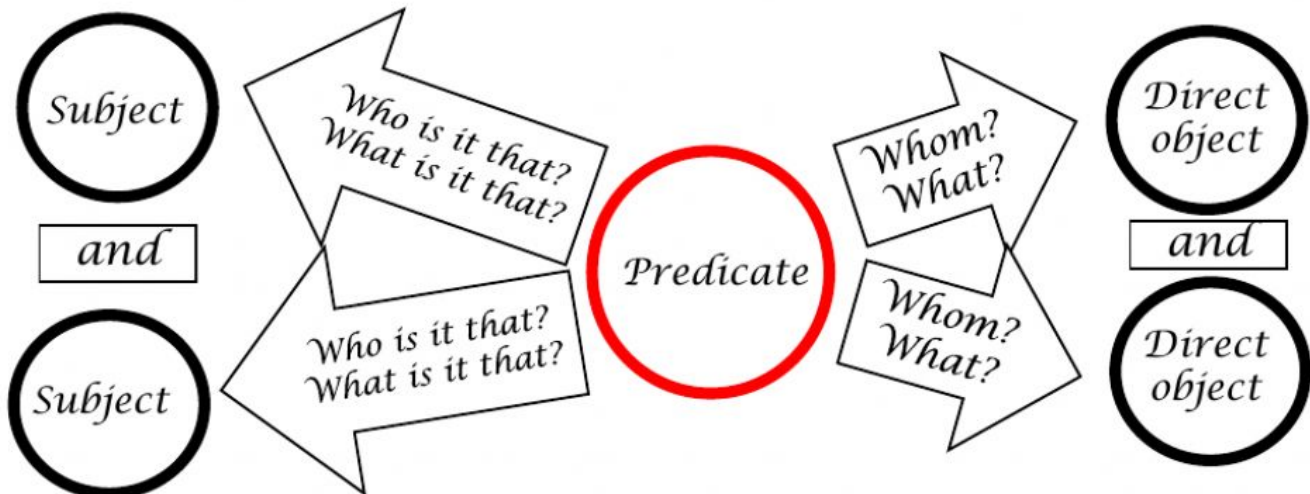 Subject
and
Subject
Who is it that?
What is it that?
Who is it that?
What is it that?
Predicate
Whom?
What?
Whom?
What?
Direct
object
and
Direct
object